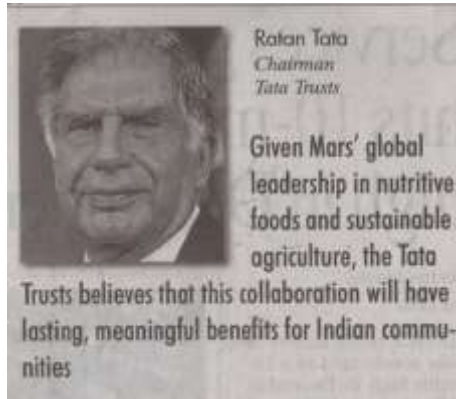 Ratan Tata
Chairman
Tata Trusts
Given Mars' global
leadership in nutritive
foods and sustainable
agriculture, the Tata
Trusts believes that this collaboration will have
lasting, meaningful benefits for Indian commu-
nities